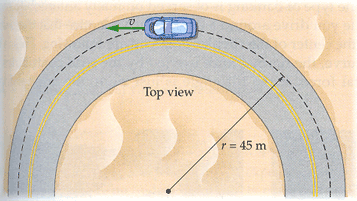 v
Top view
r = 45 m